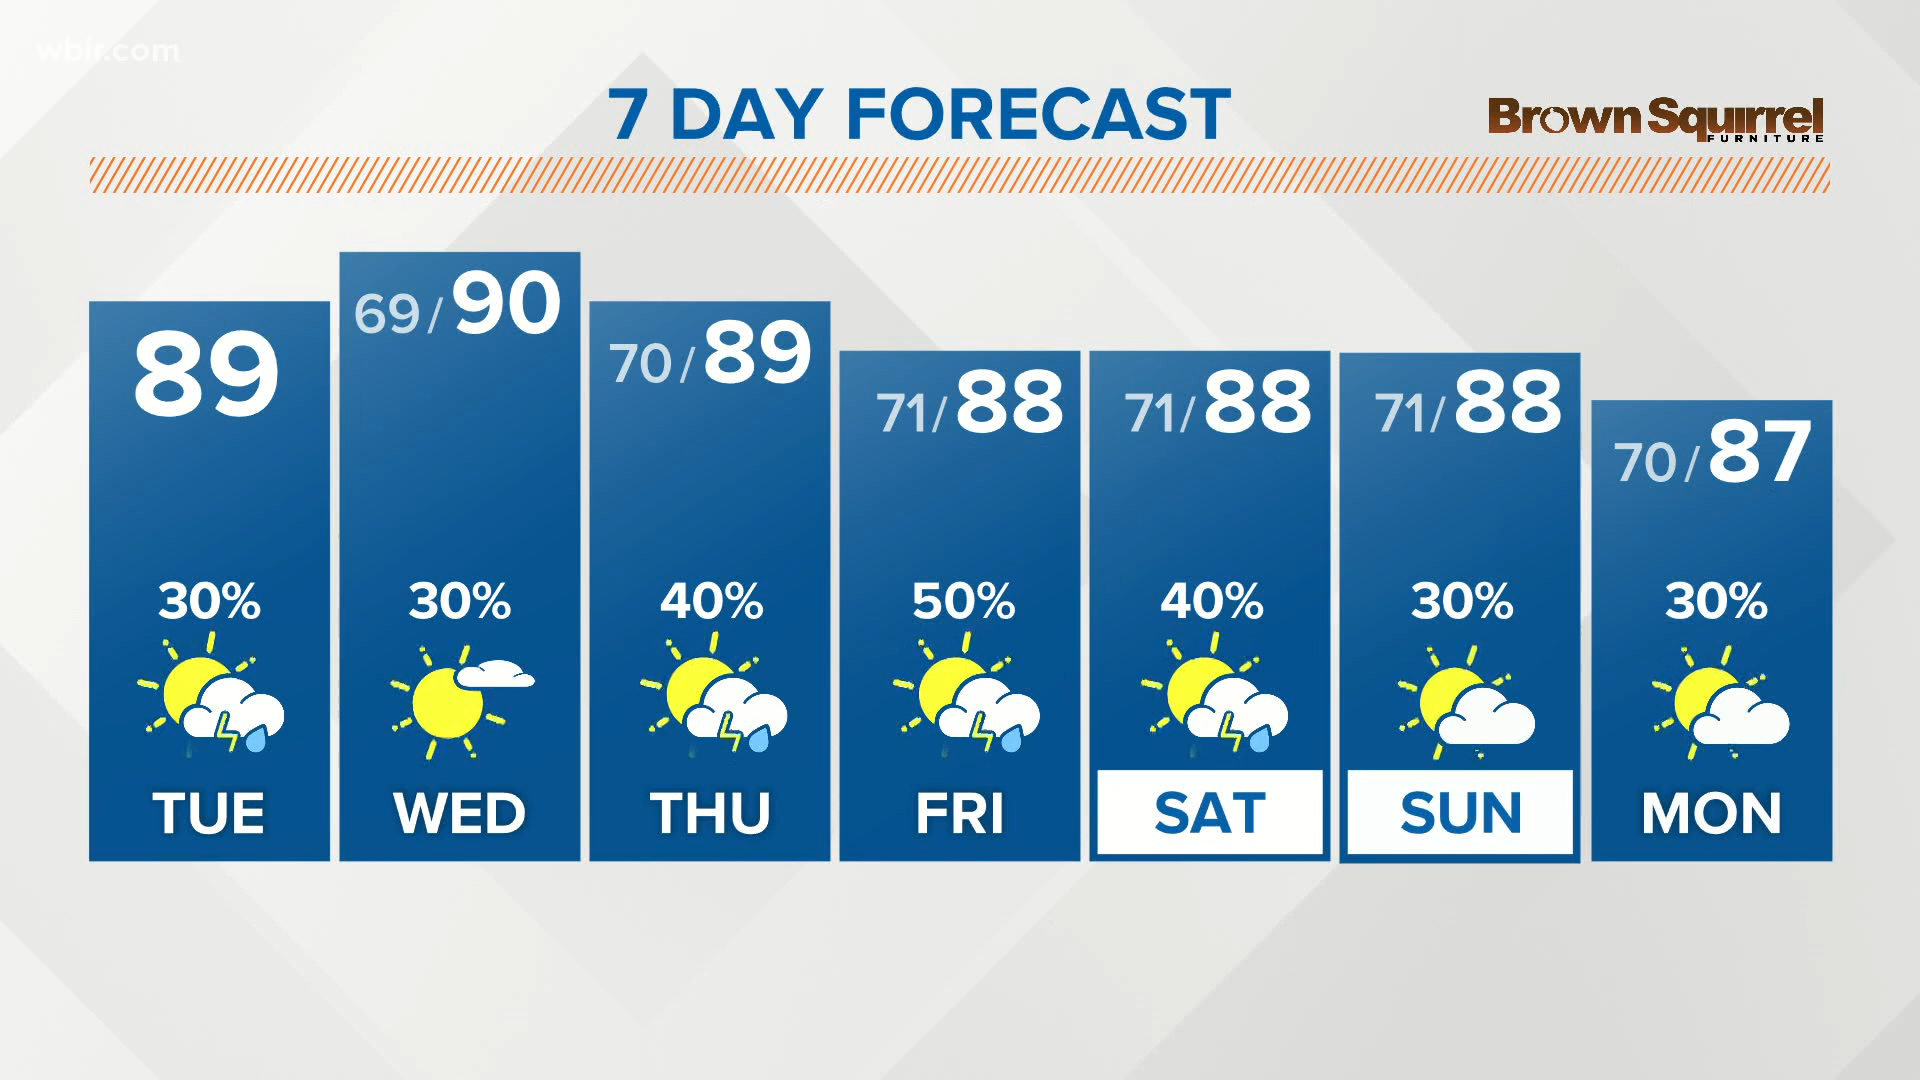 wbir.com
7 DAY FORECAST
Brown Squirrel
FURNITURE
89
69/90
70/89
71/88
71/88
71/88
70/87
30%
30%
40%
50%
40%
30%
30%
TUE
WED
THU
FRI
SAT
SUN
MON